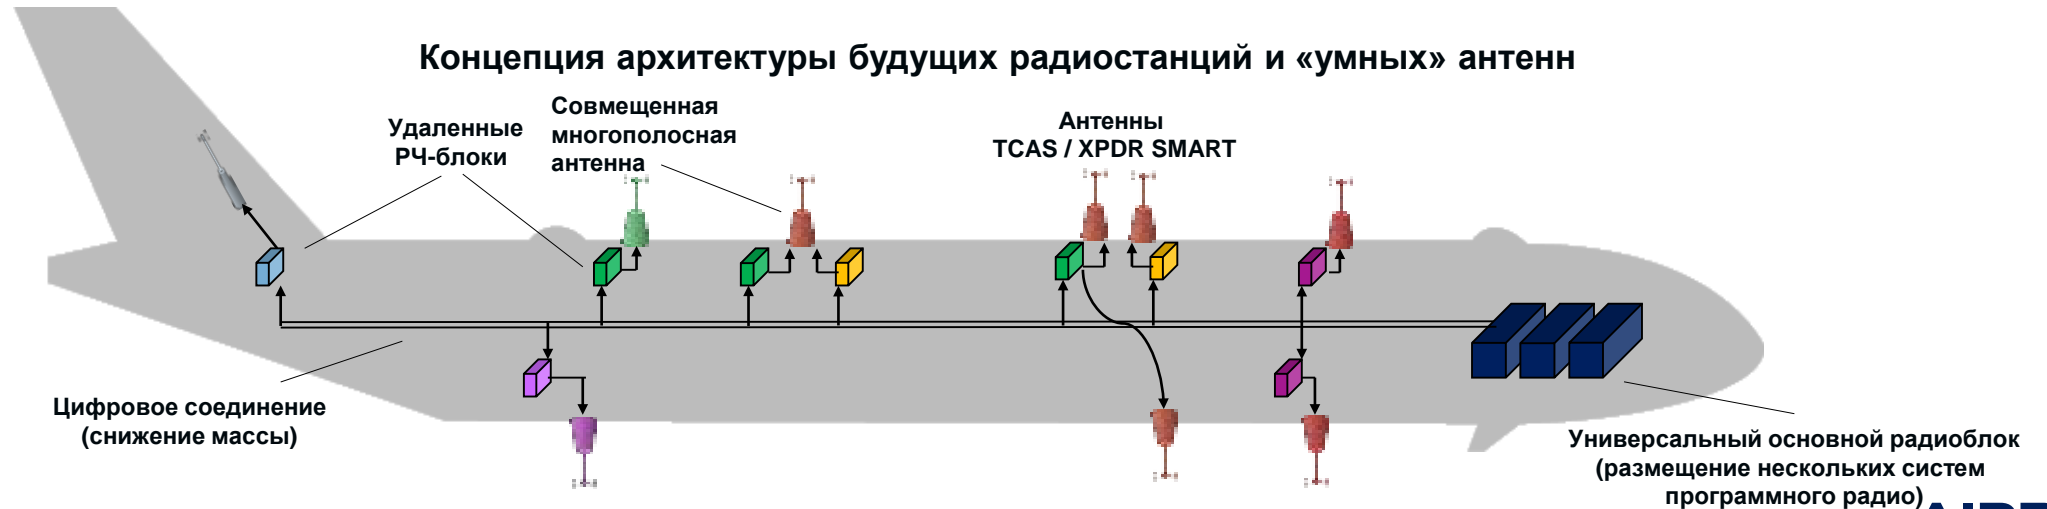 Концепция архитектуры будущих радиостанций и «умных» антенн
Удаленные
РЧ-блоки
Совмещенная
многополосная
антенна
Антенны
TCAS / XPDR SMART
Цифровое соединение
(снижение массы)
Универсальный основной радиоблок
(размещение нескольких систем
программного радио)